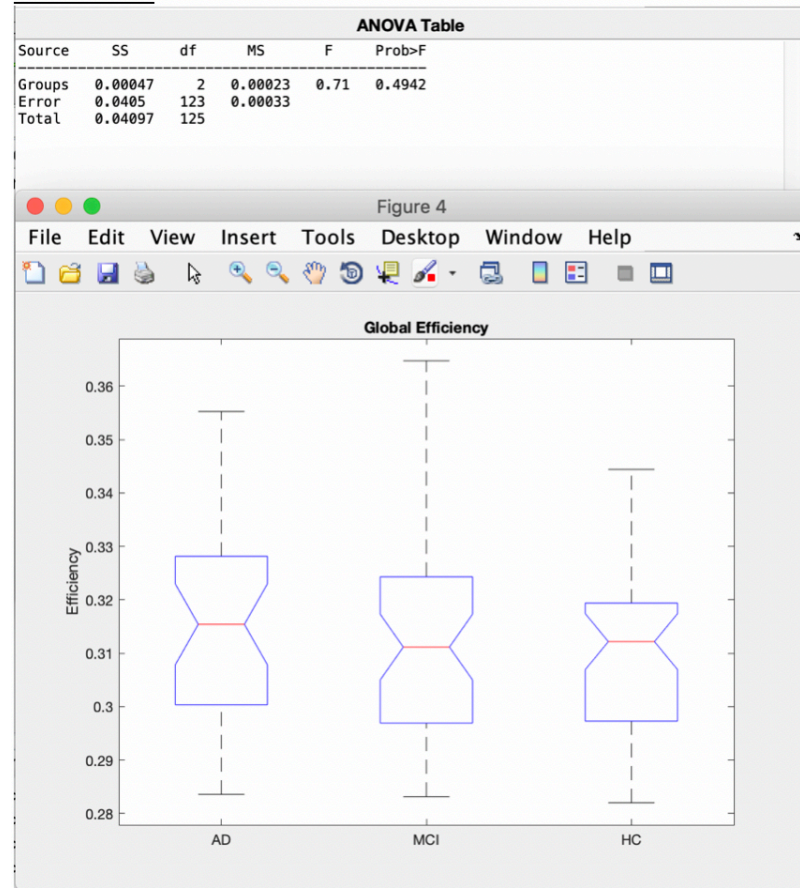 ANOVA Table
Source SS df MS F Prob>F
Groups 0.00047 2 0.00023 0.71 0.4942
Error 0.0405 123 0.00033
Total 0.04097 125
Figure 4
File Edit View Insert Tools Desktop Window Help
Global Efficiency
0.36
0.35
0.34
0.33
0.32
0.31
0.3
0.29
0.28
Efficiency
AD MCI HC